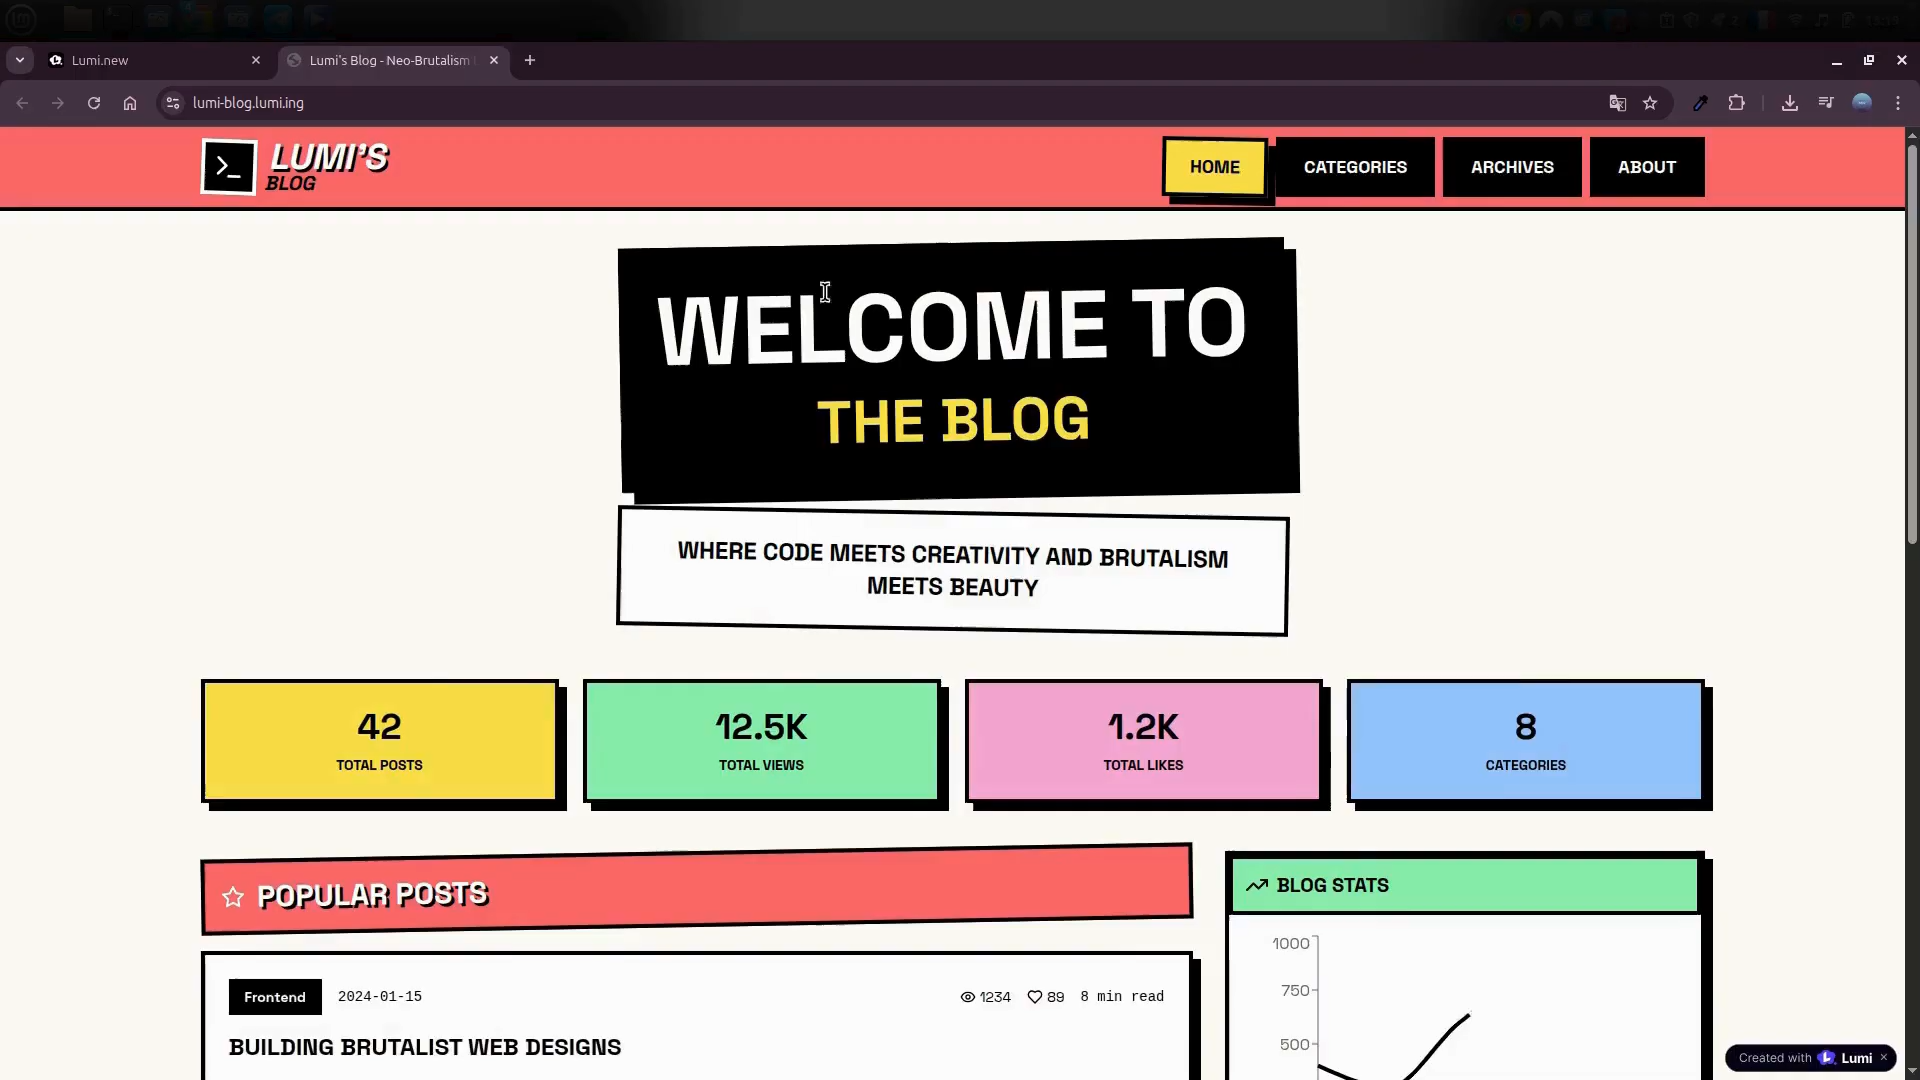 Lumi.new
Lumi's Blog - Neo-Brutalism
lumi-blog.lumi.ing
LUMI'S
BLOG
HOME
CATEGORIES
ARCHIVES
ABOUT
WELCOME TO
THE BLOG
WHERE CODE MEETS CREATIVITY AND BRUTALISM
MEETS BEAUTY
42
TOTAL POSTS
12.5K
TOTAL VIEWS
1.2K
TOTAL LIKES
8
CATEGORIES
POPULAR POSTS
BLOG STATS
Frontend
2024-01-15
1234
89
8 min read
BUILDING BRUTALIST WEB DESIGNS
1000
750
500
Created with Lumi